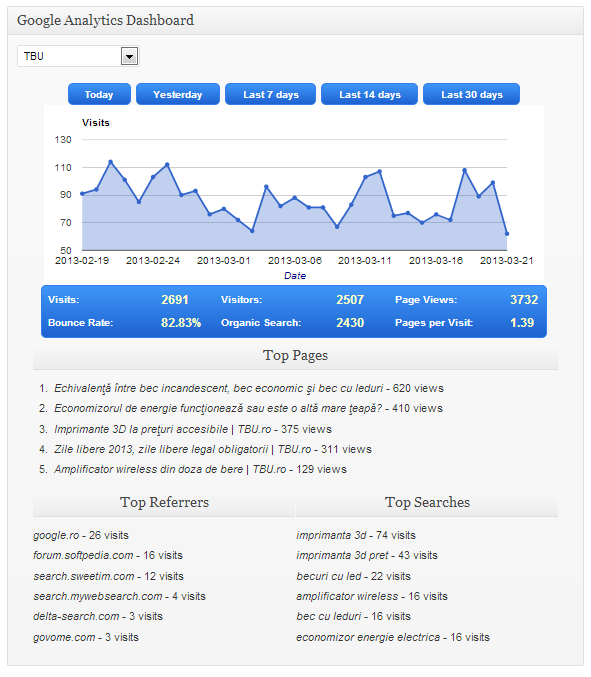 Google Analytics Dashboard
TBU
Today Yesterday Last 7 days Last 14 days Last 30 days
Visits
130
110
90
70
50
2013-02-19 2013-02-24 2013-03-01 2013-03-06 2013-03-11 2013-03-16 2013-03-21
Date
Visits: 2691 Visitors: 2507 Page Views: 3732
Bounce Rate: 82.83% Organic Search: 2430 Pages per Visit: 1.39
Top Pages
1. Echivalenţă între bec incandescent, bec economic şi bec cu leduri - 620 views
2. Economizorul de energie funcţionează sau este o altă mare ţeapă? - 410 views
3. Imprimante 3D la preţuri accesibile | TBU.ro - 375 views
4. Zile libere 2013, zile libere legal obligatorii | TBU.ro - 311 views
5. Amplificator wireless din doza de bere | TBU.ro - 129 views
Top Referrers
google.ro - 26 visits
forum.softpedia.com - 16 visits
search.sweetim.com - 12 visits
search.mywebsearch.com - 4 visits
delta-search.com - 3 visits
govome.com - 3 visits
Top Searches
imprimanta 3d - 74 visits
imprimanta 3d pret - 43 visits
becuri cu led - 22 visits
amplificator wireless - 16 visits
bec cu leduri - 16 visits
economizor energie electrica - 16 visits